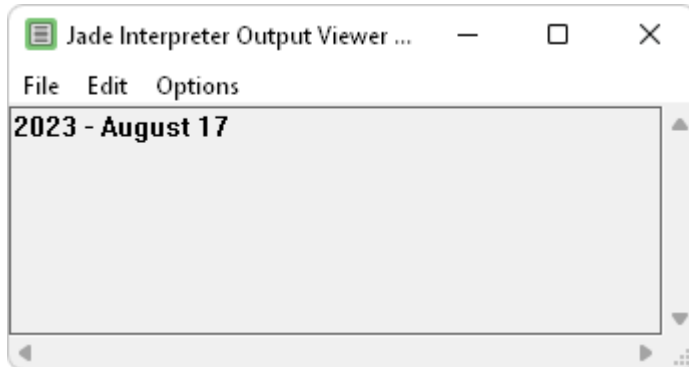 Jade Interpreter Output Viewer ...
File Edit Options
2023 - August 17